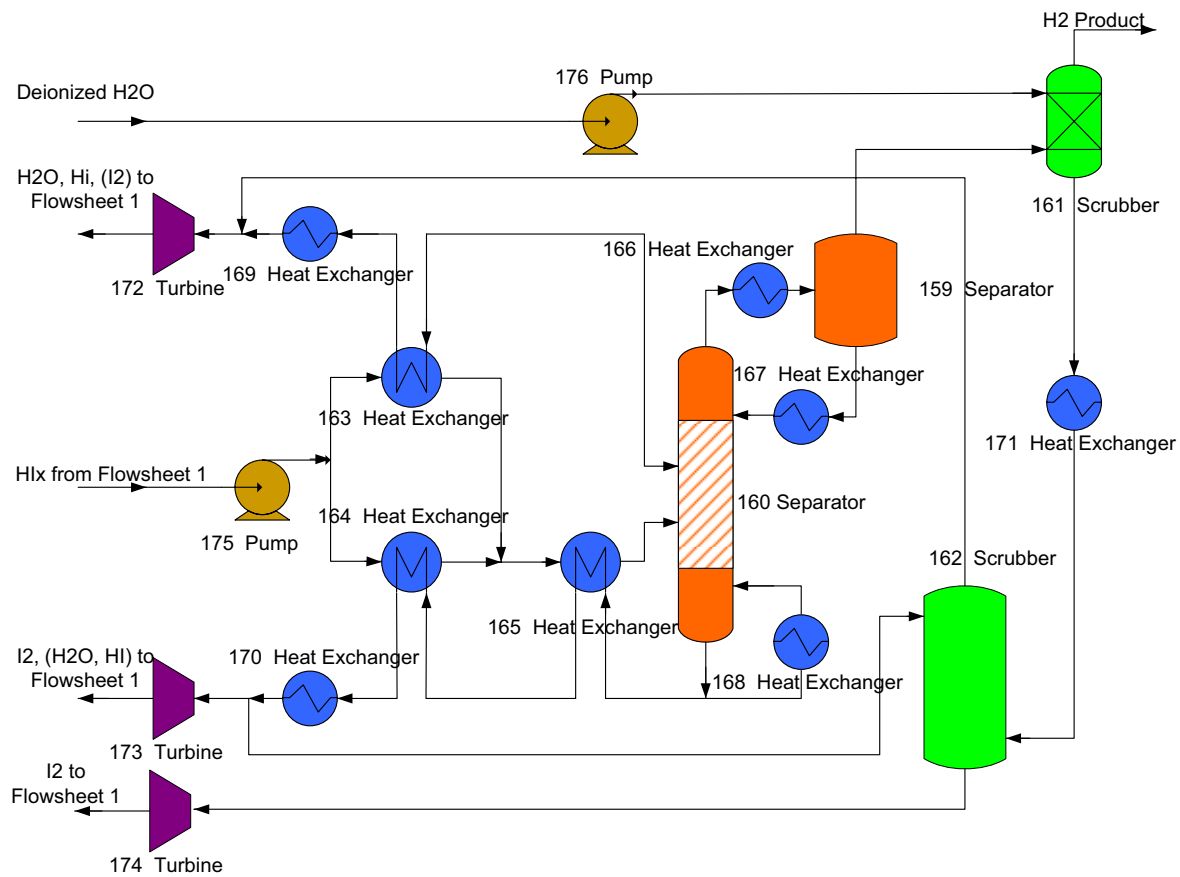 H2 Product
176  Pump
Deionized H2O
H2O, Hi, (I2) to
Flowsheet 1
161  Scrubber
166  Heat Exchanger
169  Heat Exchanger
172  Turbine
159  Separator
167  Heat Exchanger
163  Heat Exchanger
171  Heat Exchanger
HIx from Flowsheet 1
160 Separator
164  Heat Exchanger
175  Pump
162  Scrubber
165  Heat Exchanger
I2, (H2O, HI) to
Flowsheet 1
170  Heat Exchanger
168  Heat Exchanger
173  Turbine
I2 to
Flowsheet 1
174  Turbine